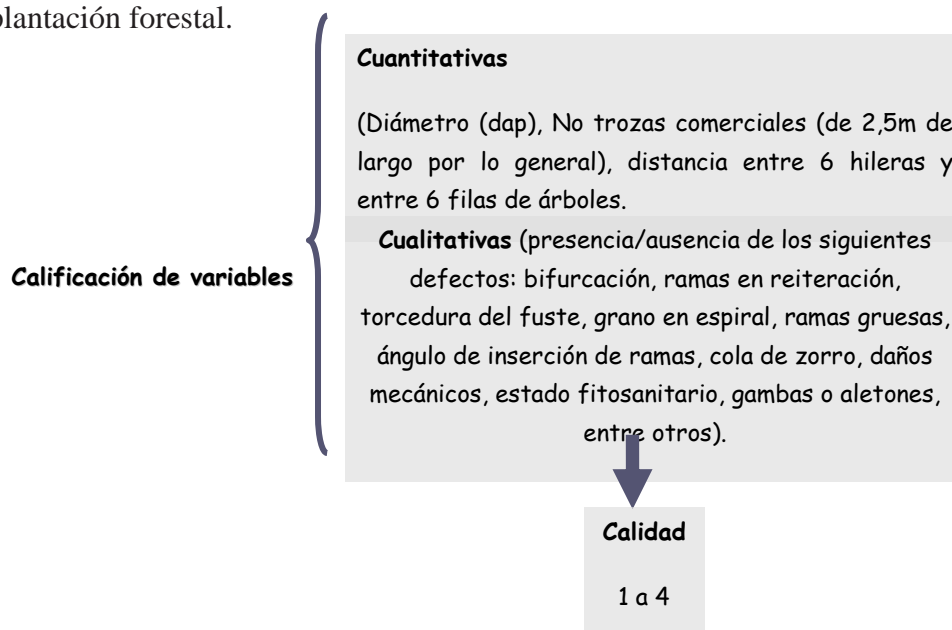 plantación forestal.
Cuantitativas
(Diámetro (dap), No trozas comerciales (de 2,5m de
largo por lo general), distancia entre 6 hileras y
entre 6 filas de árboles.
Cualitativas (presencia/ausencia de los siguientes
defectos: bifurcación, ramas en reiteración,
torcedura del fuste, grano en espiral, ramas gruesas,
ángulo de inserción de ramas, cola de zorro, daños
mecánicos, estado fitosanitario, gambas o aletones,
entre otros).
Calificación de variables
Calidad
1 a 4